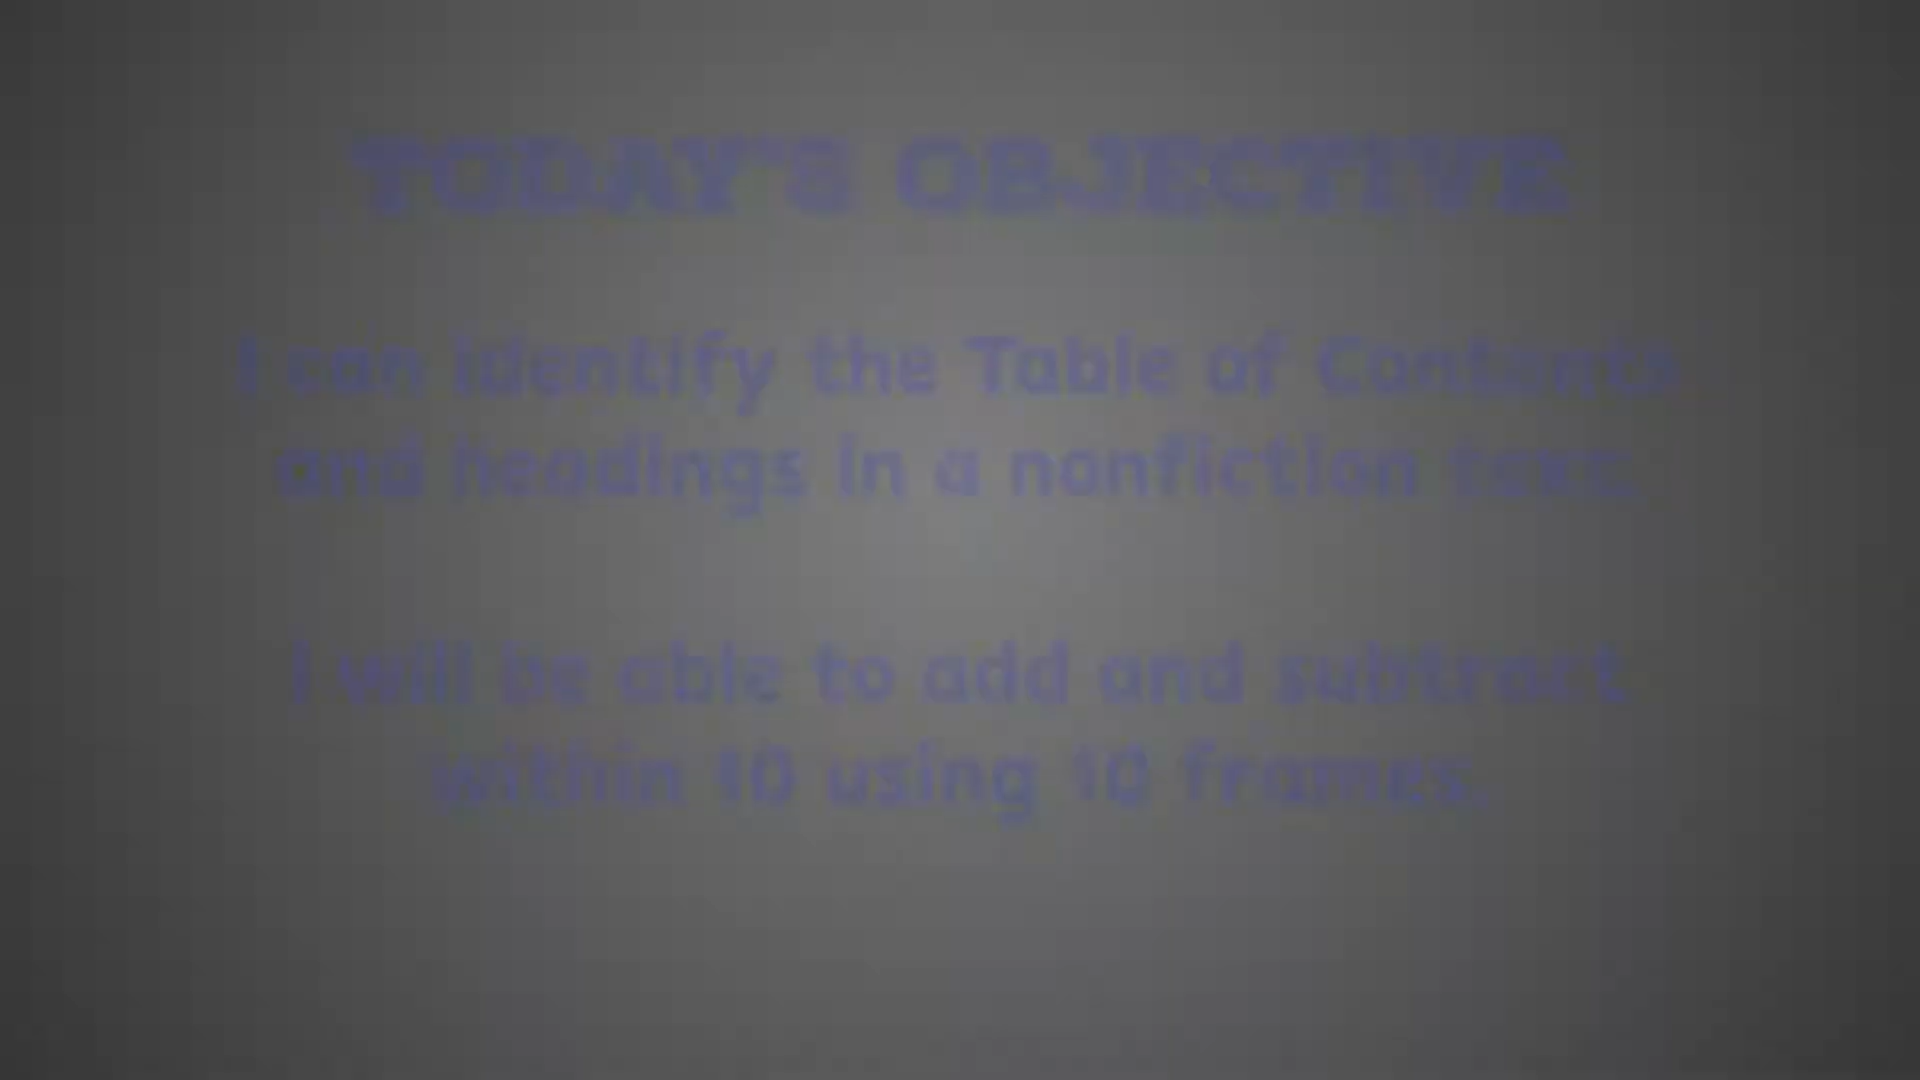 TODAY'S OBJECTIVE
I can identify the Table of Contents
and headings in a nonfiction text.
I will be able to add and subtract
within 10 using 10 frames.